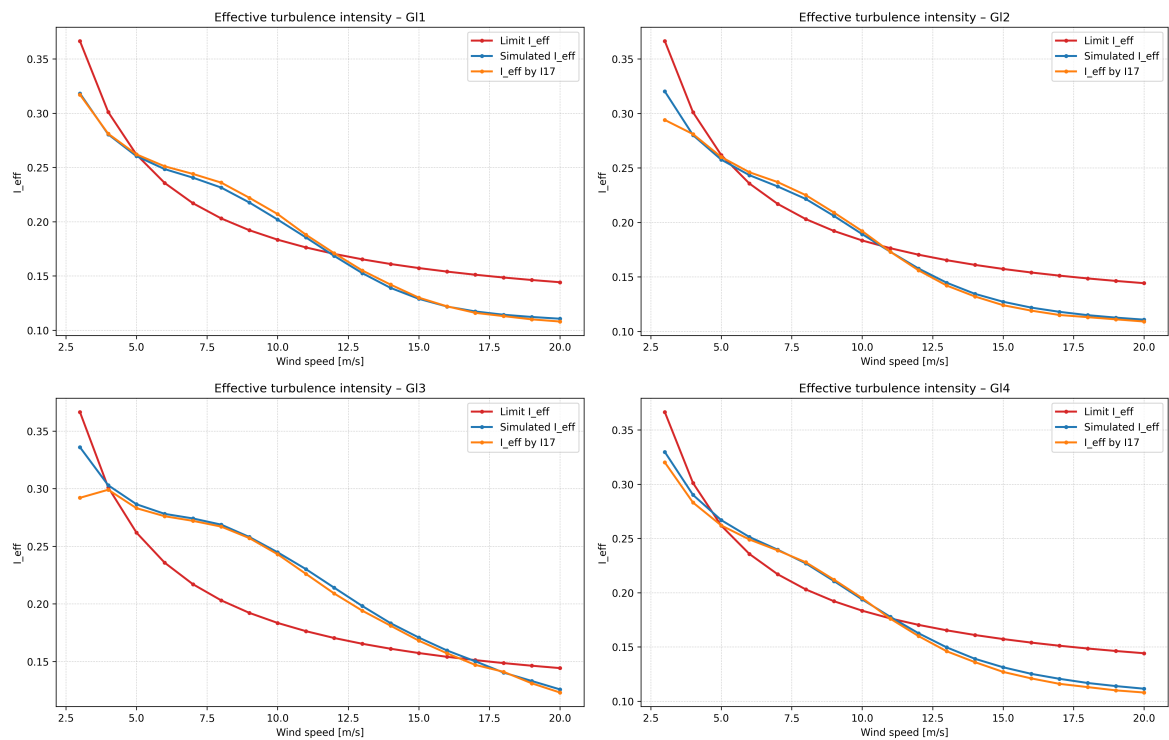 Effective turbulence intensity – Gl1
Limit I_eff
Simulated I_eff
I_eff by I17
I_eff
0.35
0.30
0.25
0.20
0.15
0.10
2.5 5.0 7.5 10.0 12.5 15.0 17.5 20.0
Wind speed [m/s]
Effective turbulence intensity – Gl2
Limit I_eff
Simulated I_eff
I_eff by I17
I_eff
0.35
0.30
0.25
0.20
0.15
0.10
2.5 5.0 7.5 10.0 12.5 15.0 17.5 20.0
Wind speed [m/s]
Effective turbulence intensity – Gl3
Limit I_eff
Simulated I_eff
I_eff by I17
I_eff
0.35
0.30
0.25
0.20
0.15
2.5 5.0 7.5 10.0 12.5 15.0 17.5 20.0
Wind speed [m/s]
Effective turbulence intensity – Gl4
Limit I_eff
Simulated I_eff
I_eff by I17
I_eff
0.35
0.30
0.25
0.20
0.15
0.10
2.5 5.0 7.5 10.0 12.5 15.0 17.5 20.0
Wind speed [m/s]